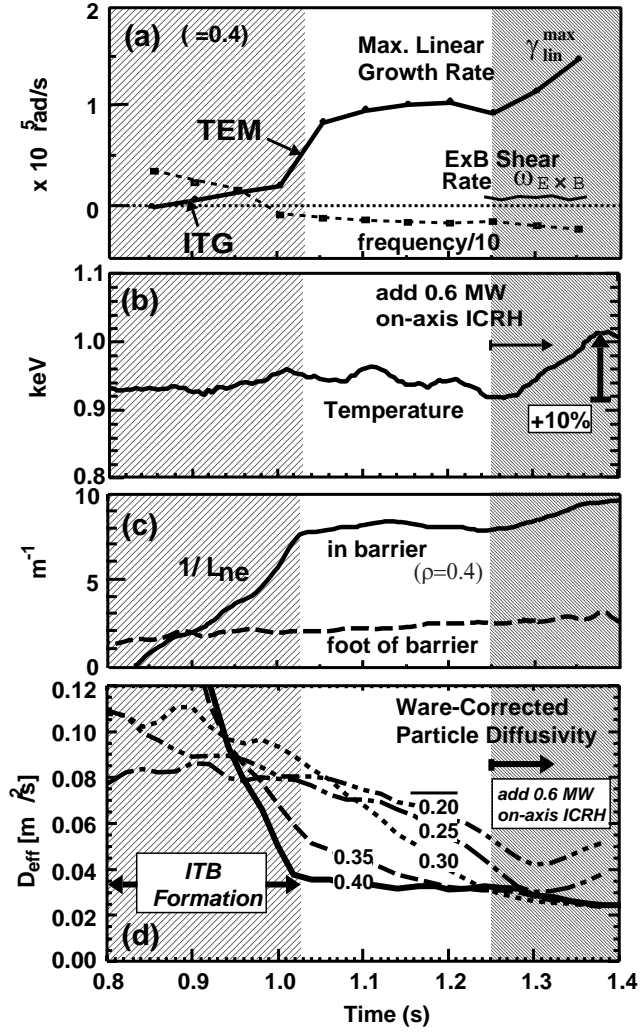 (a) ( =0.4)
Max. Linear
Growth Rate
γ lin max
TEM
ITG
ExB Shear
Rate ω E × B
frequency/10
x 10 5 rad/s
2
1
0
(b)
add 0.6 MW
on-axis ICRH
Temperature
+10%
keV
1.1
1.0
0.9
0.8
(c)
1/ Lne
in barrier
(ρ=0.4)
foot of barrier
m-1
10
5
0
Ware-Corrected
Particle Diffusivity
add 0.6 MW
on-axis ICRH
0.20
0.25
0.30
0.35
0.40
ITB
Formation
(d)
Deff [m2/s]
0.12
0.10
0.08
0.06
0.04
0.02
0.00
0.8 0.9 1.0 1.1 1.2 1.3 1.4
Time (s)